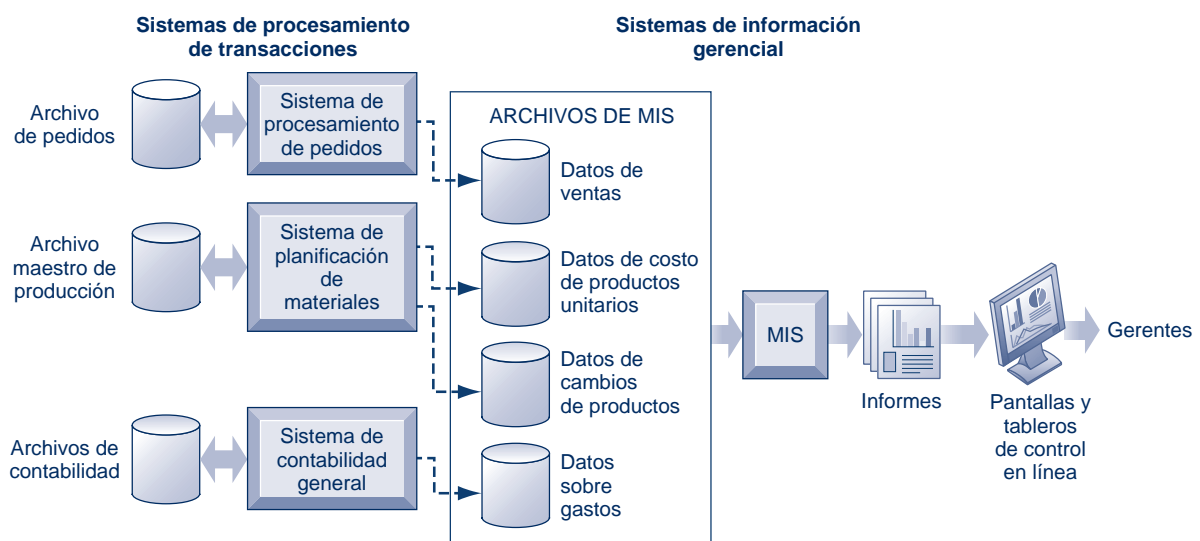 Sistemas de procesamiento
de transacciones
Sistemas de información
gerencial
Archivo
de pedidos
Sistema de
procesamiento
de pedidos
ARCHIVOS DE MIS
Datos de
ventas
Archivo
maestro de
producción
Sistema de
planificación
de
materiales
Datos de costo
de productos
unitarios
Datos de
cambios
de productos
Archivos de
contabilidad
Sistema de
contabilidad
general
Datos
sobre
gastos
MIS
Informes
Pantallas y
tableros
de control
en línea
Gerentes